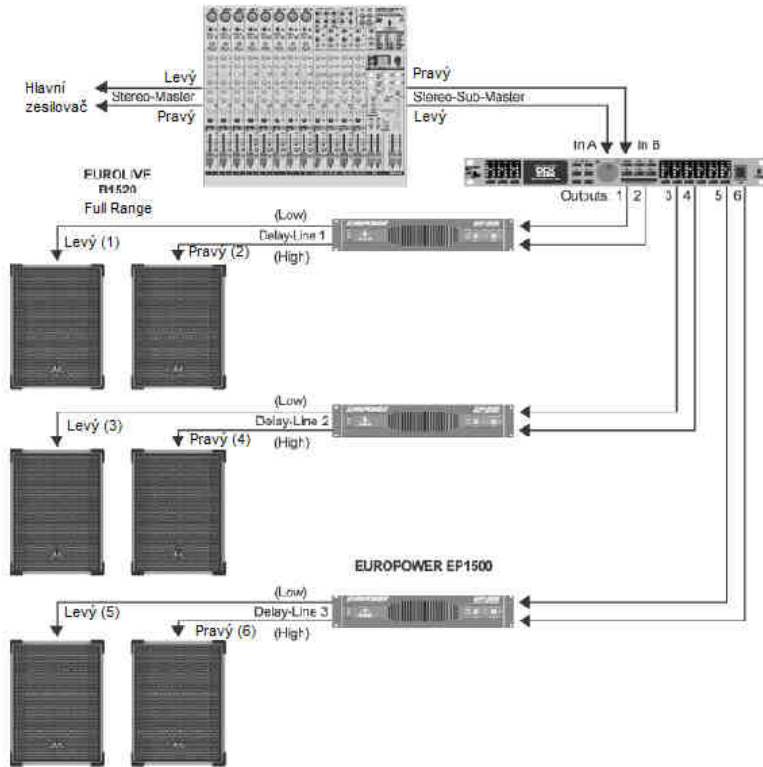 Levý
Hlavní
zesilovač
Stereo-Master
Pravý
Pravý
Stereo-Sub-Master
Levý
In A
In B
EUROLIVE
B1520
Full Range
Outputs: 1 2 3 4 5 6
(Low)
Delay-Line 1
(High)
Levý (1)
Pravý (2)
(Low)
Delay-Line 2
(High)
Levý (3)
Pravý (4)
EUROPOWER EP1500
(Low)
Delay-Line 3
(High)
Levý (5)
Pravý (6)